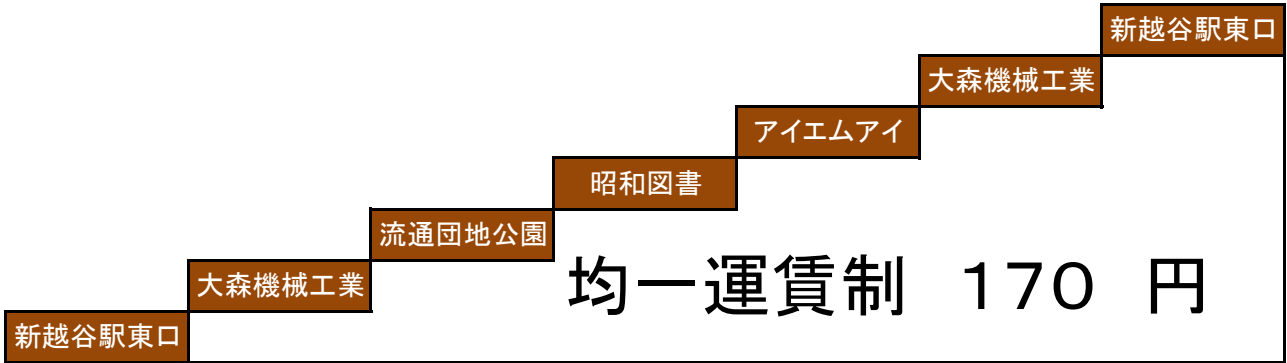 新越谷駅東口
大森機械工業
アイエムアイ
昭和図書
流通団地公園
均一運賃制　１７０　円
大森機械工業
新越谷駅東口